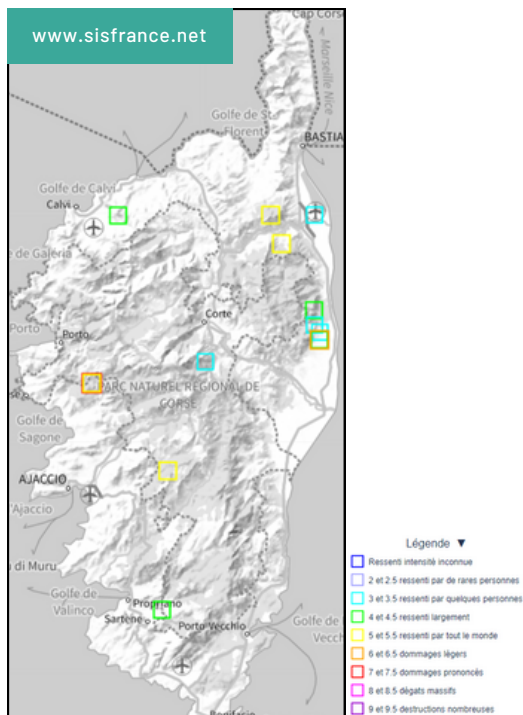 www.sisfrance.net
Cap Corse
Marseille Nice
Golfe de St
Florent
BASTIA
Golfe de Calvi
Calvi
e de Galeria
Corte
Porto
Porto
PARC NATUREL RÉGIONAL DE
CORSE
Golfe de
Sagone
AJACCIO
d'Ajaccio
u di Muru
Golfe de
Valinco
Propriano
Sartène
Porto-Vecchio
Golfe de
Vecch
Bonifacio
Légende ▼
Ressenti intensité inconnue
2 et 2.5 ressenti par de rares personnes
3 et 3.5 ressenti par quelques personnes
4 et 4.5 ressenti largement
5 et 5.5 ressenti par tout le monde
6 et 6.5 dommages légers
7 et 7.5 dommages prononcés
8 et 8.5 dégats massifs
9 et 9.5 destructions nombreuses